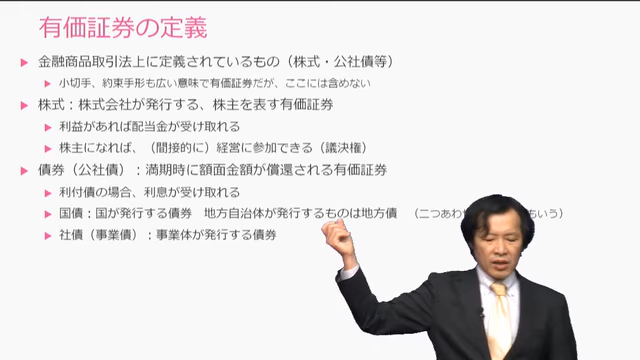 有価証券の定義
金融商品取引法上に定義されているもの（株式・公社債等）
小切手、約束手形も広い意味で有価証券だが、ここには含めない
株式：株式会社が発行する、株主を表す有価証券
利益があれば配当金が受け取れる
株主になれば、（間接的に）経営に参加できる（議決権）
債券（公社債）：満期時に額面金額が償還される有価証券
利付債の場合、利息が受け取れる
国債：国が発行する債券　地方自治体が発行するものは地方債　（二つあわ
社債（事業債）：事業体が発行する債券